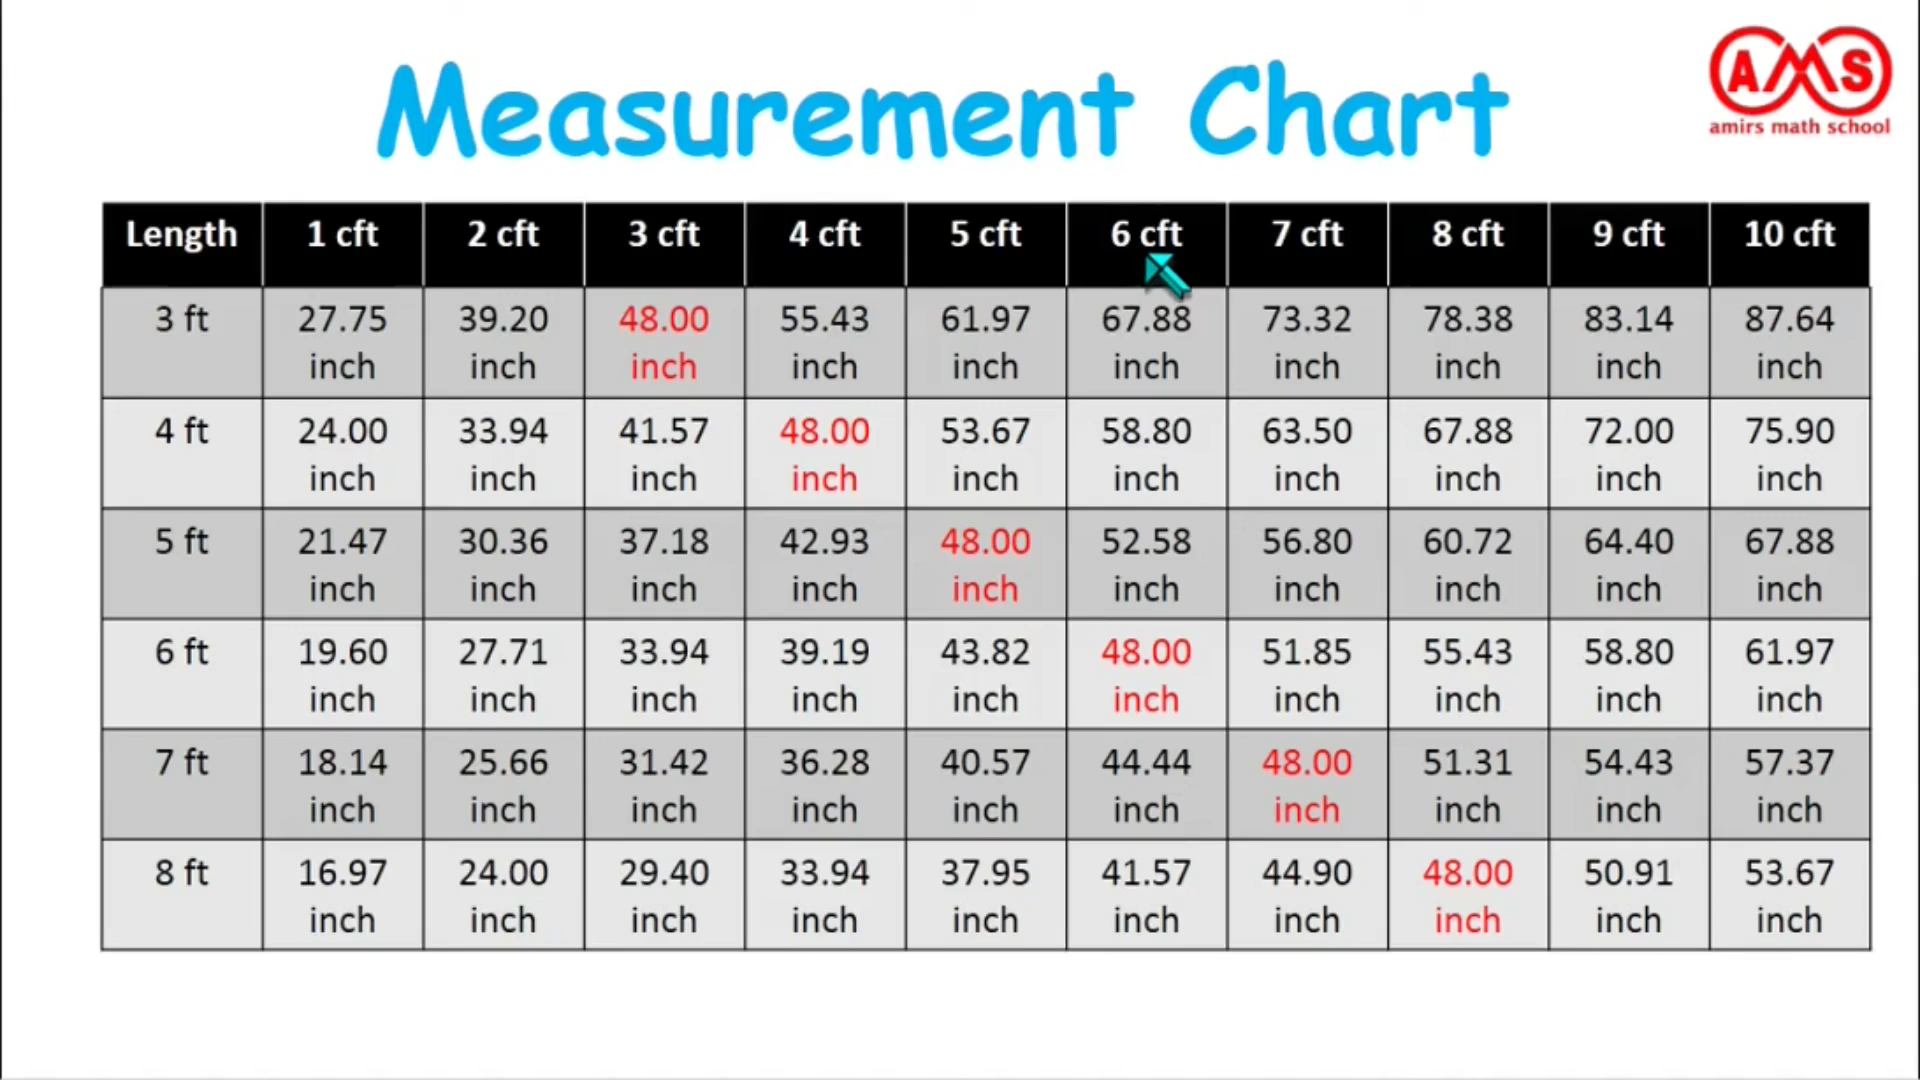 Measurement Chart
AMS
amirs math school
Length 1 cft 2 cft 3 cft 4 cft 5 cft 6 cft 7 cft 8 cft 9 cft 10 cft
3 ft 27.75 inch 39.20 inch 48.00 inch 55.43 inch 61.97 inch 67.88 inch 73.32 inch 78.38 inch 83.14 inch 87.64 inch
4 ft 24.00 inch 33.94 inch 41.57 inch 48.00 inch 53.67 inch 58.80 inch 63.50 inch 67.88 inch 72.00 inch 75.90 inch
5 ft 21.47 inch 30.36 inch 37.18 inch 42.93 inch 48.00 inch 52.58 inch 56.80 inch 60.72 inch 64.40 inch 67.88 inch
6 ft 19.60 inch 27.71 inch 33.94 inch 39.19 inch 43.82 inch 48.00 inch 51.85 inch 55.43 inch 58.80 inch 61.97 inch
7 ft 18.14 inch 25.66 inch 31.42 inch 36.28 inch 40.57 inch 44.44 inch 48.00 inch 51.31 inch 54.43 inch 57.37 inch
8 ft 16.97 inch 24.00 inch 29.40 inch 33.94 inch 37.95 inch 41.57 inch 44.90 inch 48.00 inch 50.91 inch 53.67 inch